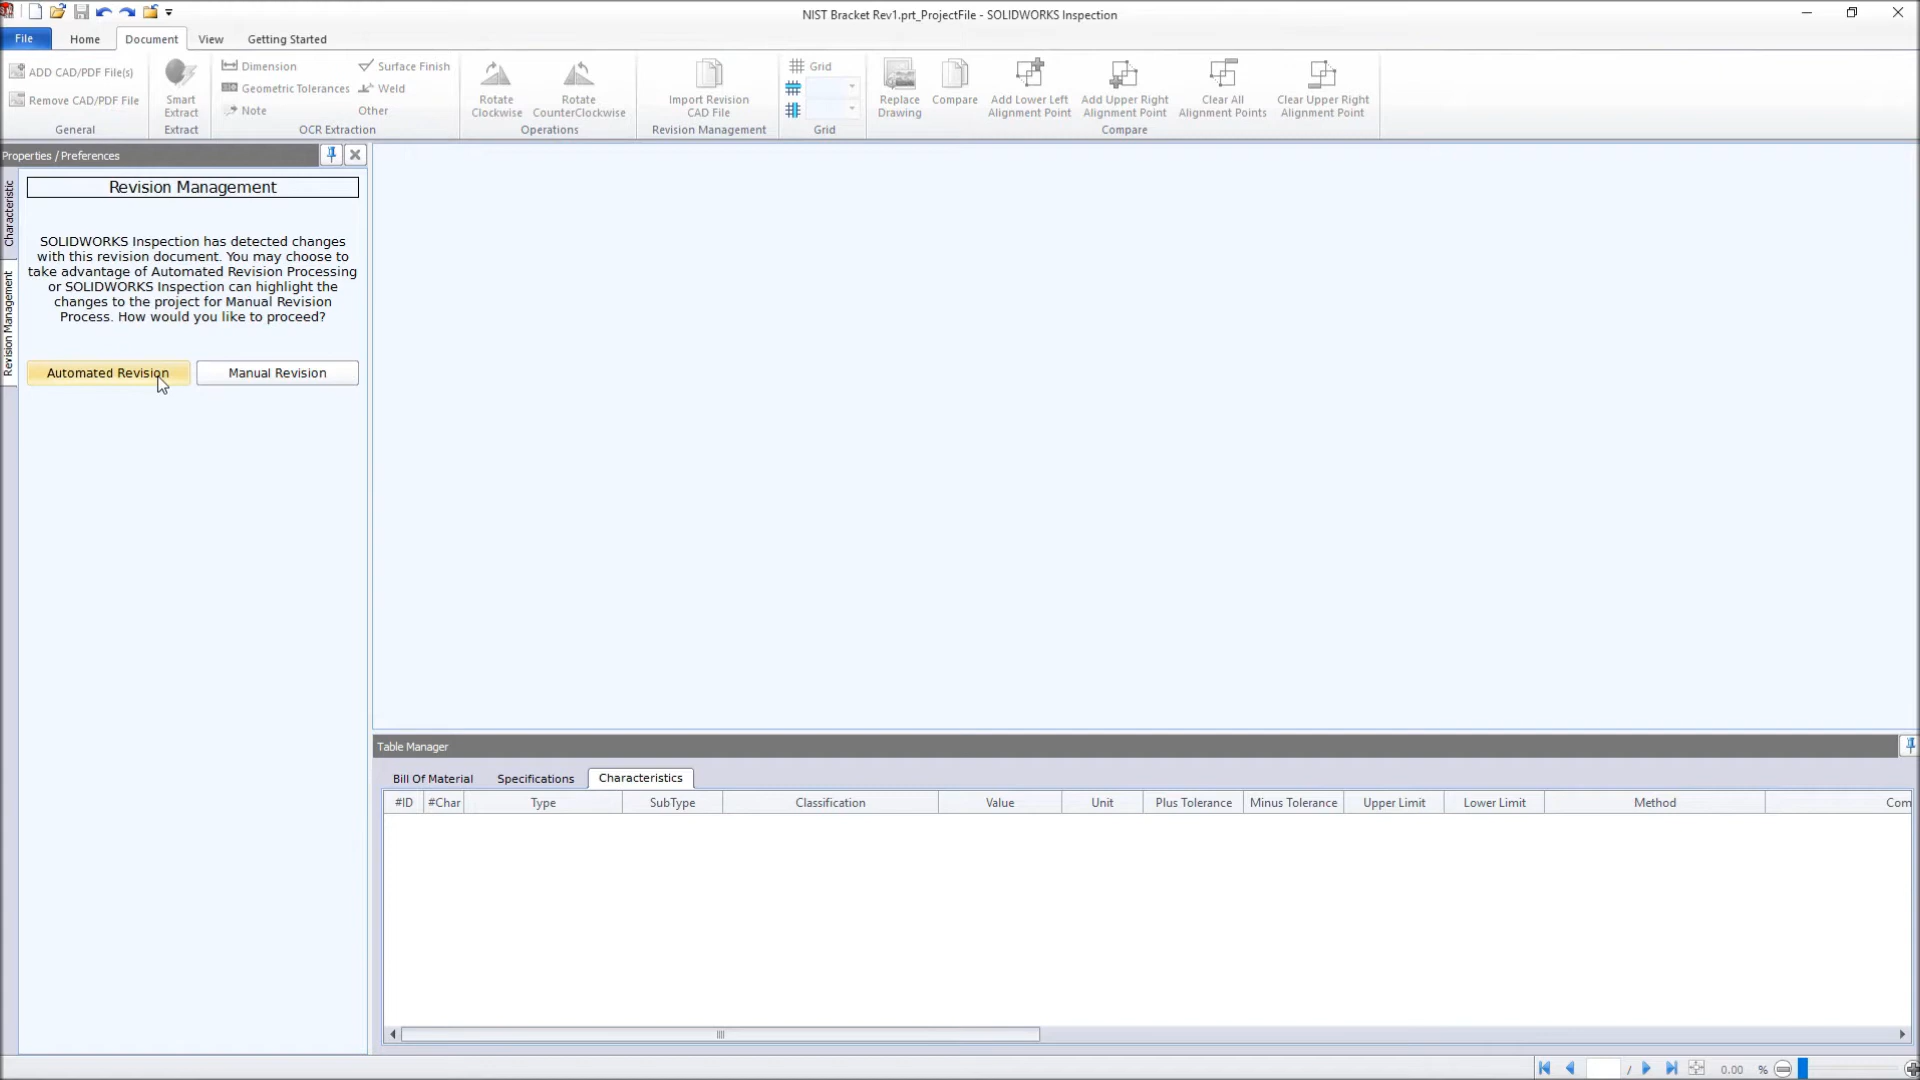 NIST Bracket Rev1.prt_ProjectFile - SOLIDWORKS Inspection
File Home Document View Getting Started
ADD CAD/PDF File(s)
Remove CAD/PDF File
General
Smart
Extract
Extract
Dimension
Surface Finish
Geometric Tolerances
Weld
Note
Other
OCR Extraction
Rotate
Clockwise
Rotate
CounterClockwise
Operations
Import Revision
CAD File
Revision Management
Grid
Grid
Replace
Drawing
Compare
Add Lower Left
Alignment Point
Add Upper Right
Alignment Point
Clear All
Alignment Points
Clear Upper Right
Alignment Point
Compare
Properties / Preferences
Characteristic
Revision Management
Revision Management
SOLIDWORKS Inspection has detected changes
with this revision document. You may choose to
take advantage of Automated Revision Processing
or SOLIDWORKS Inspection can highlight the
changes to the project for Manual Revision
Process. How would you like to proceed?
Automated Revision
Manual Revision
Table Manager
Bill Of Material Specifications Characteristics
#ID #Char Type SubType Classification Value Unit Plus Tolerance Minus Tolerance Upper Limit Lower Limit Method Com
/ 0.00 %